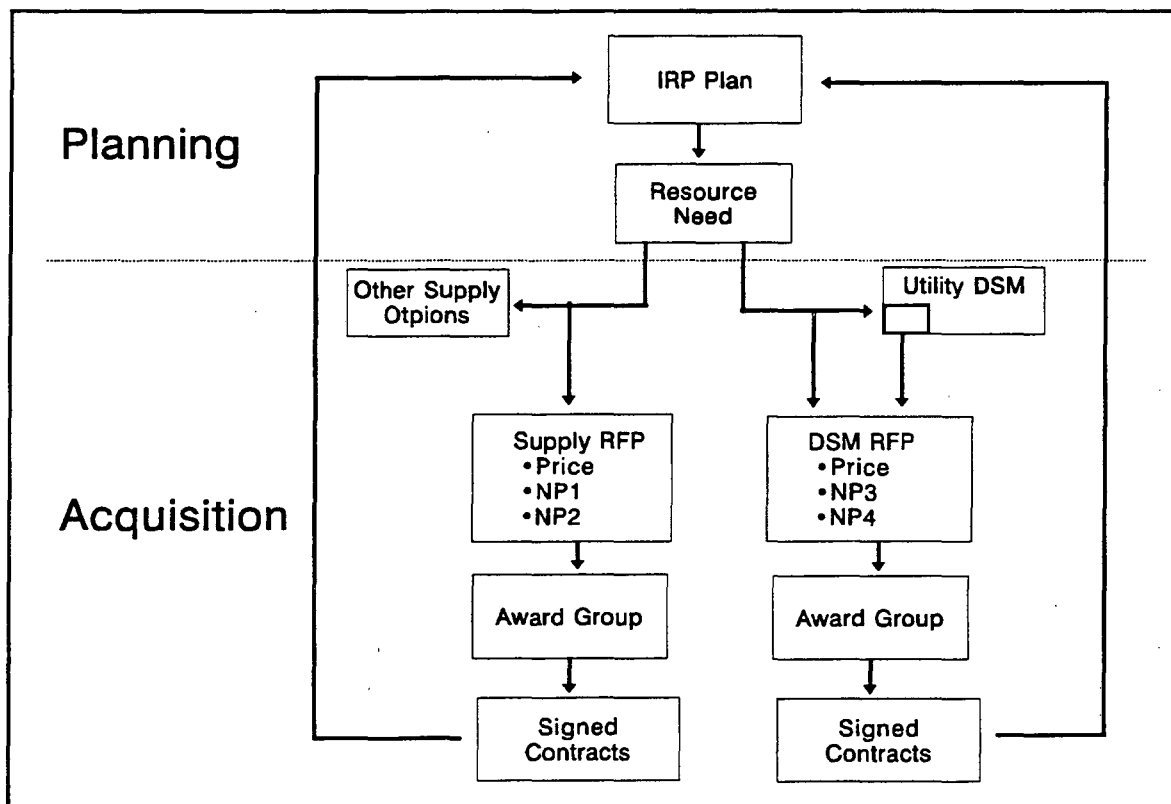 IRP Plan
Planning
Resource
Need
Other Supply
Otpions
Utility DSM
Supply RFP
• Price
• NP1
• NP2
DSM RFP
• Price
• NP3
• NP4
Acquisition
Award Group
Award Group
Signed
Contracts
Signed
Contracts